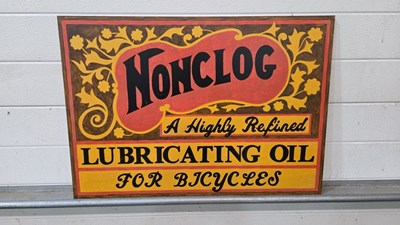 NONCLOG
A Highly Refined
LUBRICATING OIL
FOR BICYCLES